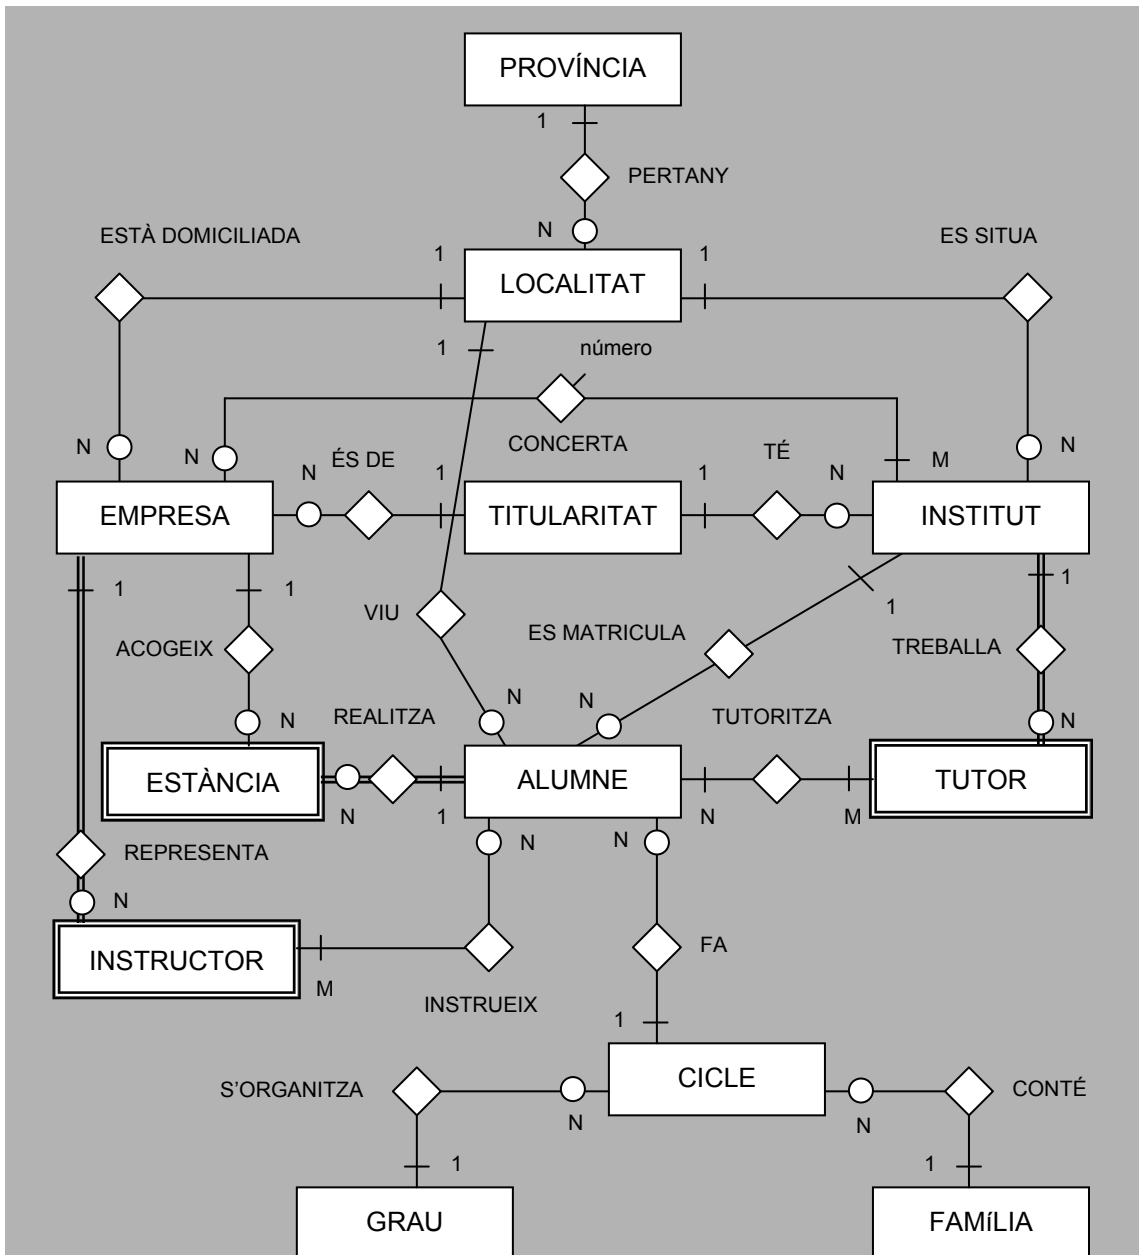 PROVÍNCIA
1
PERTANY
N
ESTÀ DOMICILIADA
1
1
ES SITUA
LOCALITAT
1
número
N
N
CONCERTA
M
N
N
ÉS DE
1
1
TÉ
N
EMPRESA
TITULARITAT
INSTITUT
1
1
1
1
VIU
ES MATRICULA
ACOGEIX
TREBALLA
N
REALITZA
N
N
TUTORITZA
N
ESTÀNCIA
ALUMNE
TUTOR
N
1
N
M
REPRESENTA
N
N
N
INSTRUCTOR
FA
M
INSTRUEIX
1
CICLE
S'ORGANITZA
CONTÉ
N
N
1
1
GRAU
FAMíLIA